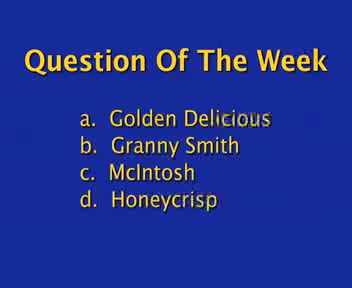 Question Of The Week
a. Golden Delicious
b. Granny Smith
c. McIntosh
d. Honeycrisp